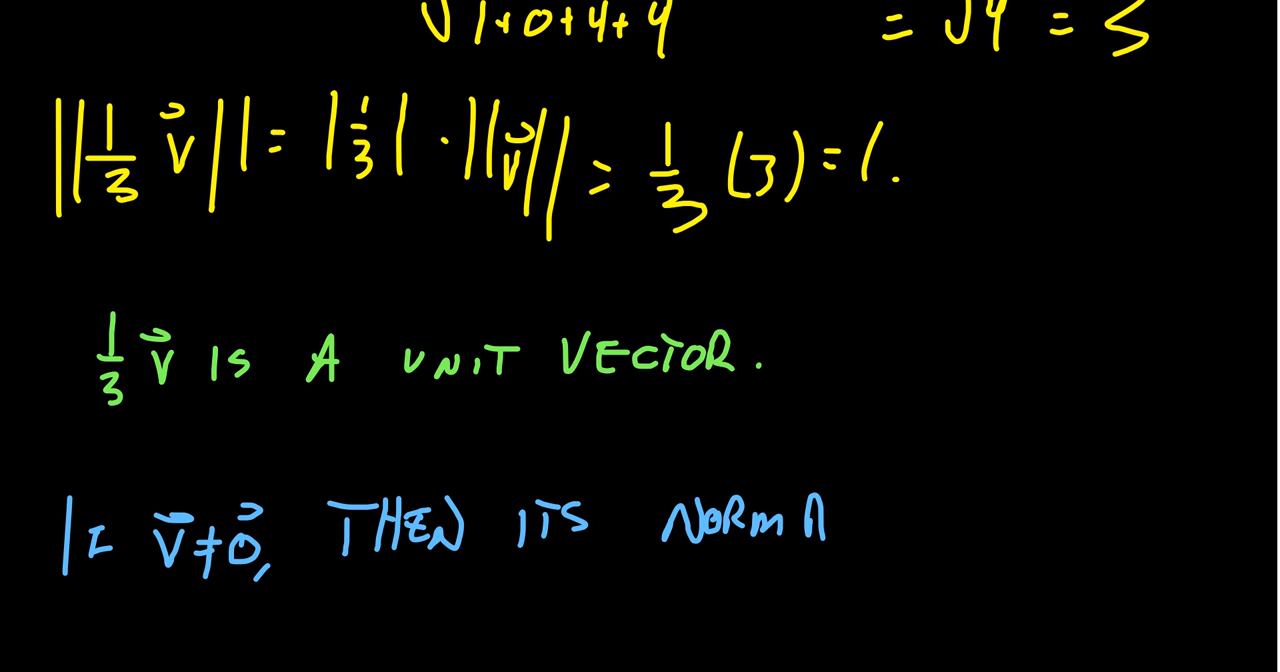 √1+0+4+4 = √9 = 3
||1/3 v⃗|| = |1/3| · ||v⃗|| = 1/3 (3) = 1.
1/3 v⃗ IS A UNIT VECTOR.
IF v⃗ ≠ 0⃗, THEN ITS NORMA